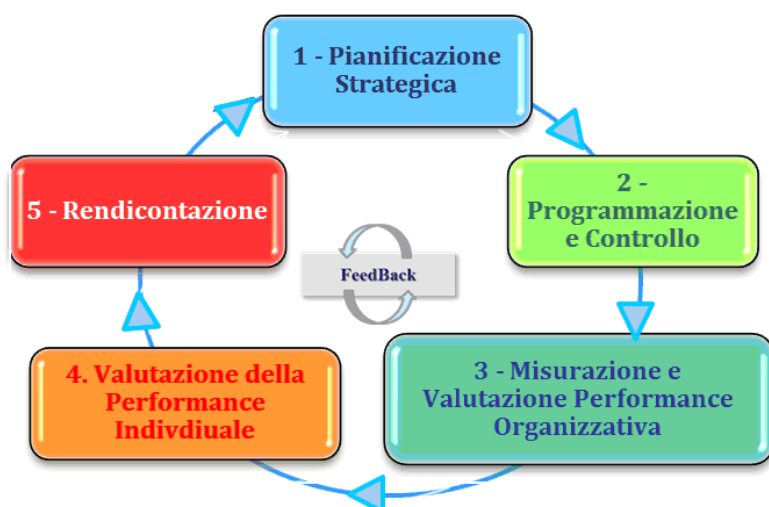 1 - Pianificazione
Strategica
2 -
Programmazione
e Controllo
3 - Misurazione e
Valutazione Performance
Organizzativa
4. Valutazione della
Performance
Indivdiuale
5 - Rendicontazione
FeedBack